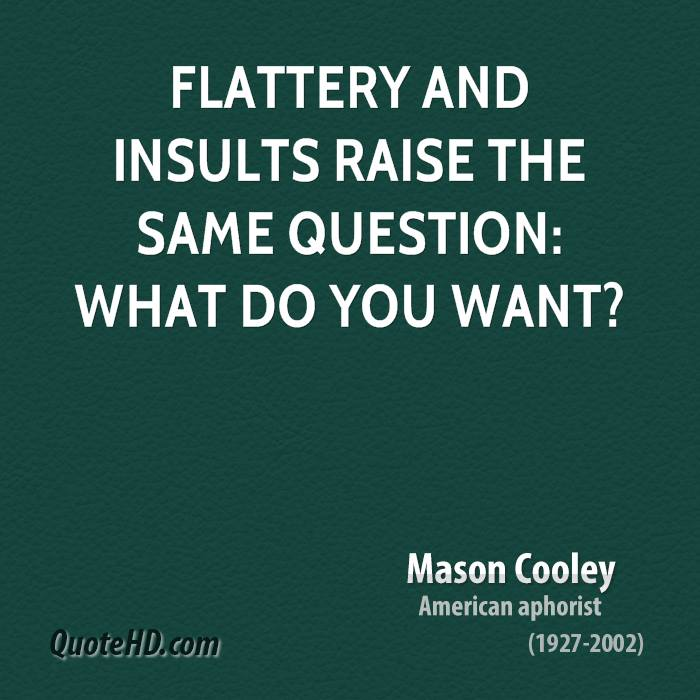 FLATTERY AND
INSULTS RAISE THE
SAME QUESTION:
WHAT DO YOU WANT?
Mason Cooley
American aphorist
(1927-2002)
QuoteHD.com